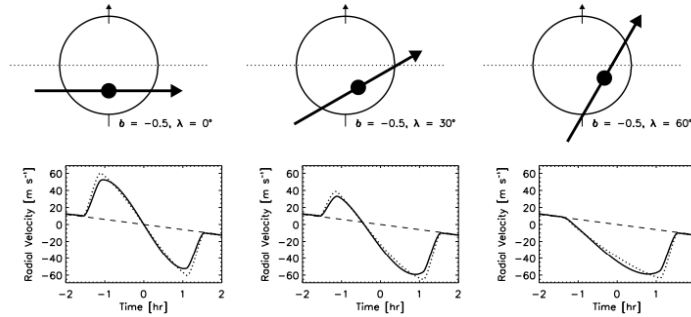 b = −0.5, λ = 0° b = −0.5, λ = 30° b = −0.5, λ = 60°
60
40
20
0
−20
−40
−60
Radial Velocity [m s⁻¹]
−2 −1 0 1 2
Time [hr]
60
40
20
0
−20
−40
−60
Radial Velocity [m s⁻¹]
−2 −1 0 1 2
Time [hr]
60
40
20
0
−20
−40
−60
Radial Velocity [m s⁻¹]
−2 −1 0 1 2
Time [hr]